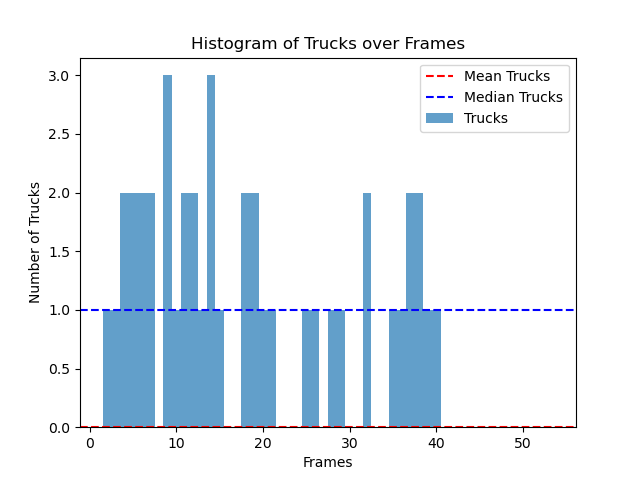 Histogram of Trucks over Frames
Mean Trucks
Median Trucks
Trucks
Number of Trucks
3.0
2.5
2.0
1.5
1.0
0.5
0.0
0 10 20 30 40 50
Frames